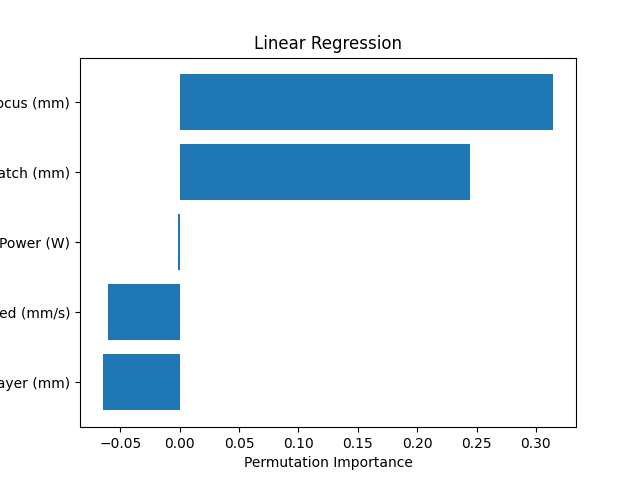 Linear Regression
ocus (mm)
atch (mm)
Power (W)
ed (mm/s)
ayer (mm)
−0.05 0.00 0.05 0.10 0.15 0.20 0.25 0.30
Permutation Importance